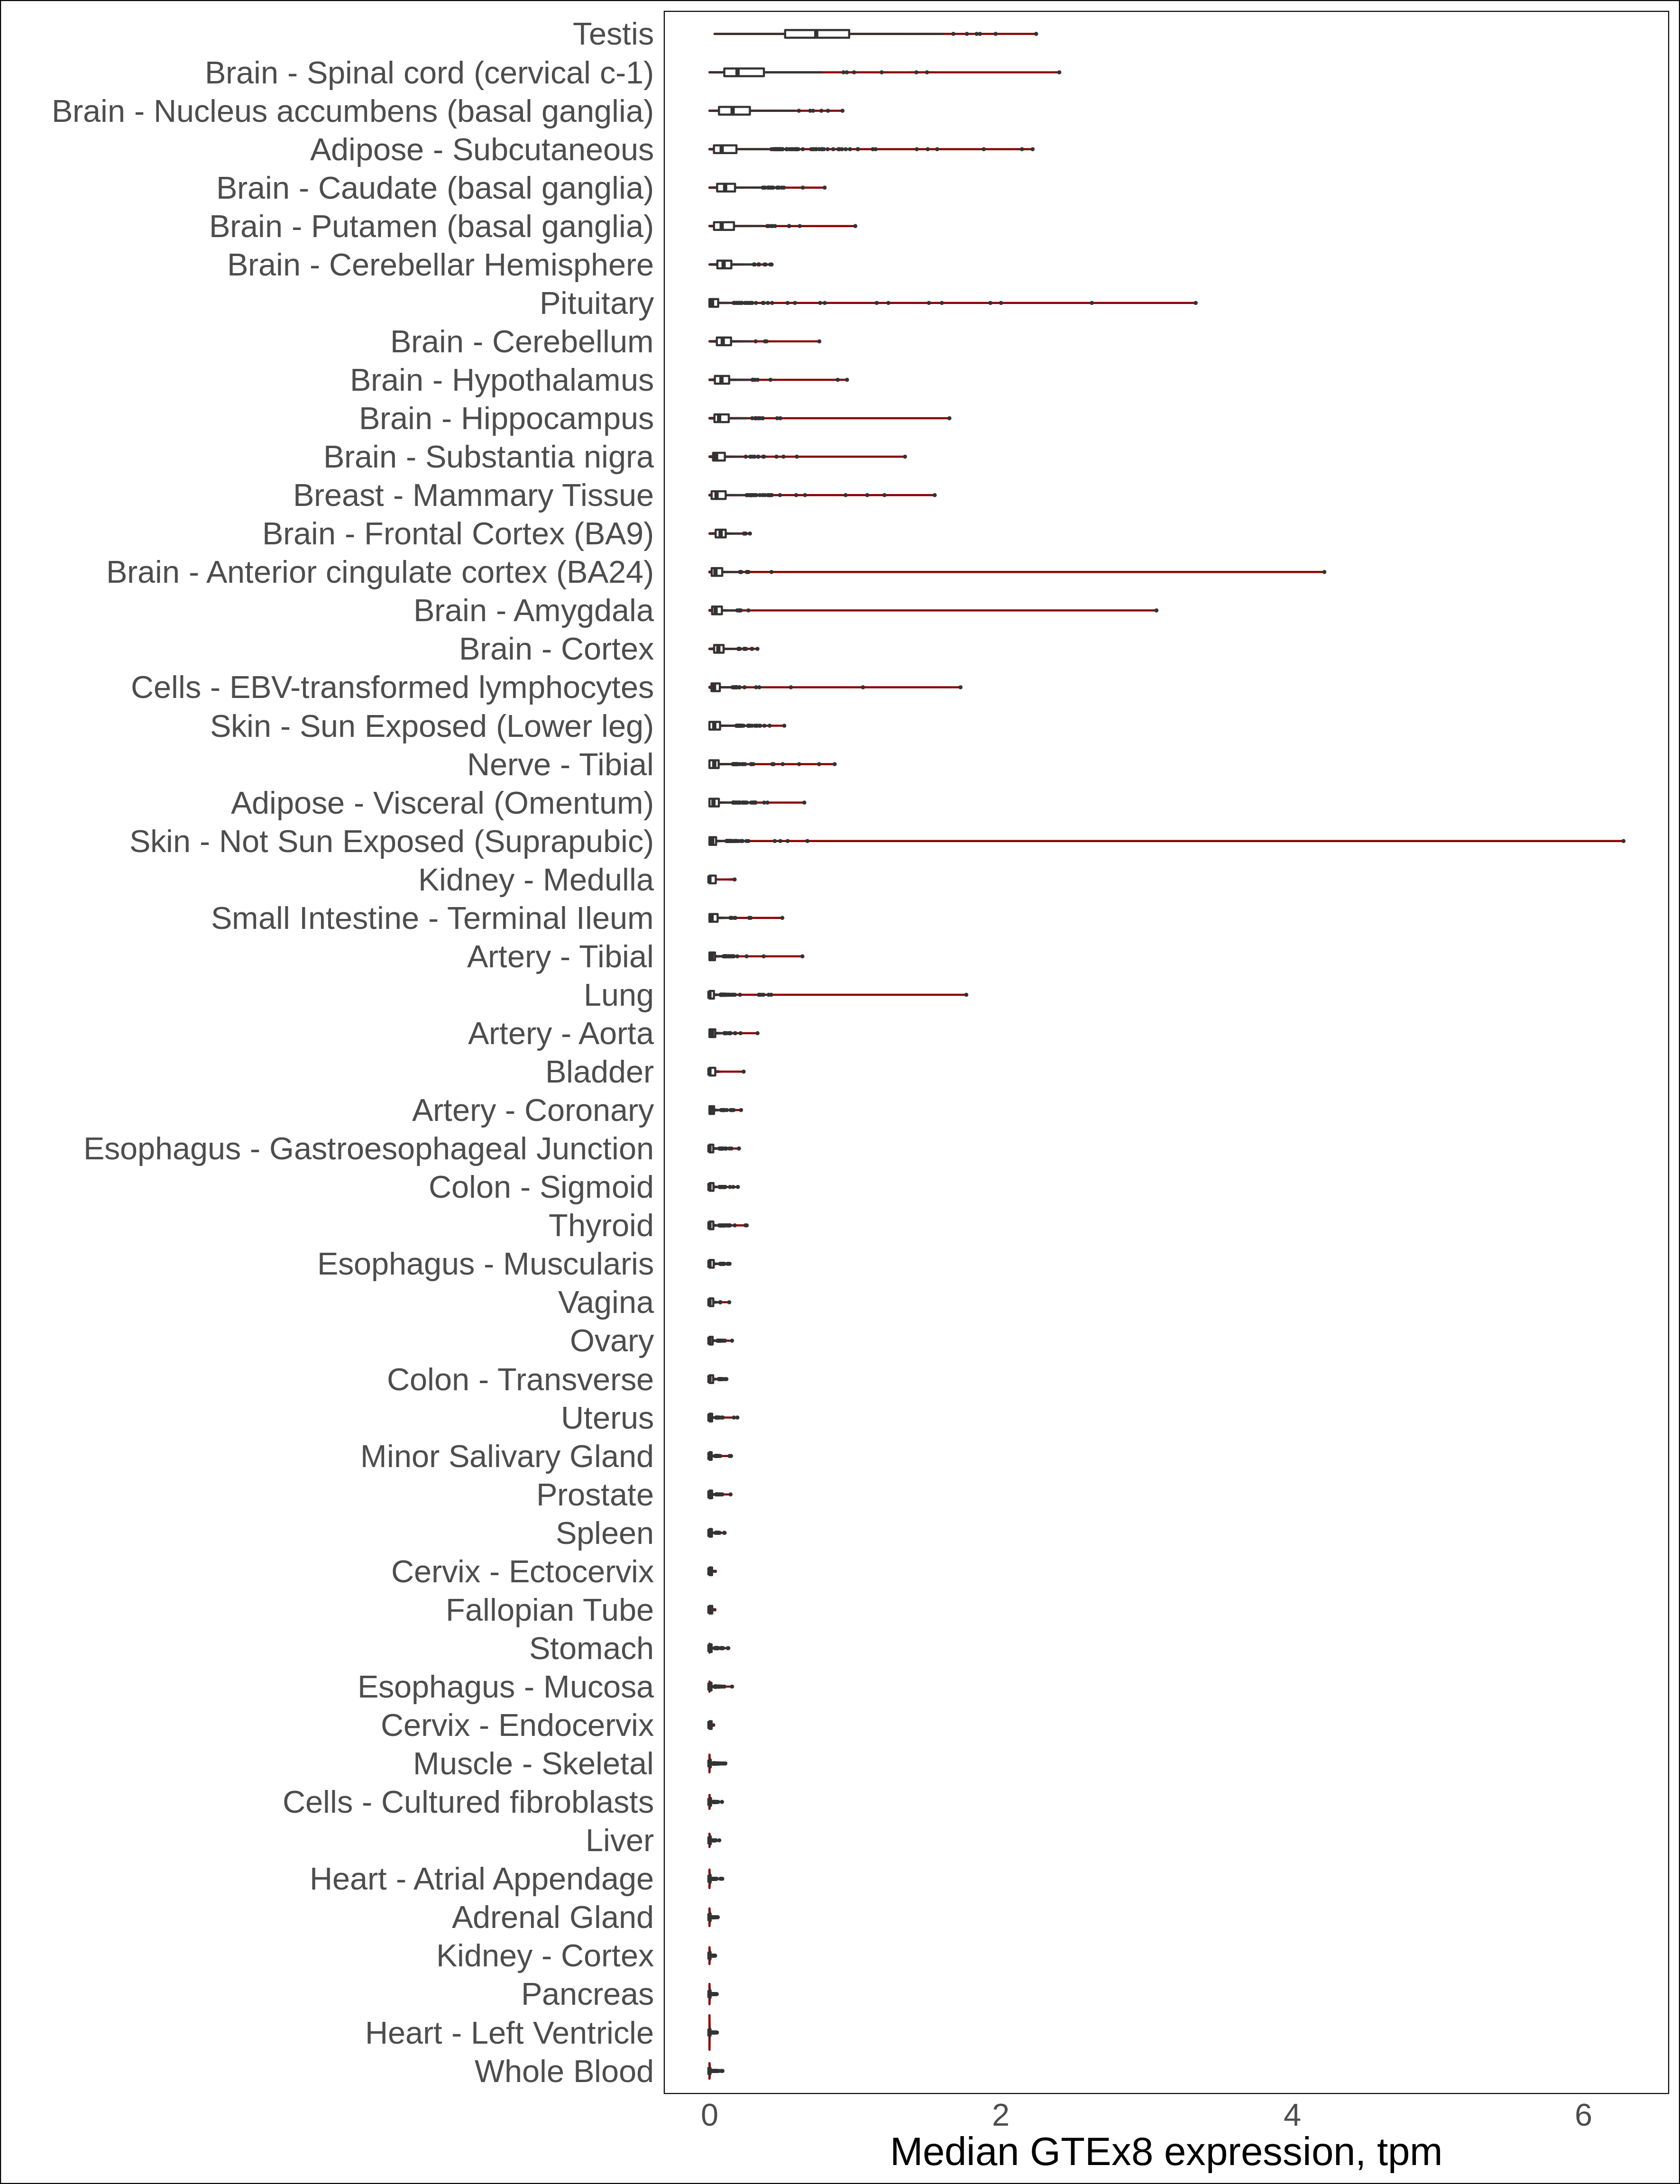 Testis
Brain - Spinal cord (cervical c-1)
Brain - Nucleus accumbens (basal ganglia)
Adipose - Subcutaneous
Brain - Caudate (basal ganglia)
Brain - Putamen (basal ganglia)
Brain - Cerebellar Hemisphere
Pituitary
Brain - Cerebellum
Brain - Hypothalamus
Brain - Hippocampus
Brain - Substantia nigra
Breast - Mammary Tissue
Brain - Frontal Cortex (BA9)
Brain - Anterior cingulate cortex (BA24)
Brain - Amygdala
Brain - Cortex
Cells - EBV-transformed lymphocytes
Skin - Sun Exposed (Lower leg)
Nerve - Tibial
Adipose - Visceral (Omentum)
Skin - Not Sun Exposed (Suprapubic)
Kidney - Medulla
Small Intestine - Terminal Ileum
Artery - Tibial
Lung
Artery - Aorta
Bladder
Artery - Coronary
Esophagus - Gastroesophageal Junction
Colon - Sigmoid
Thyroid
Esophagus - Muscularis
Vagina
Ovary
Colon - Transverse
Uterus
Minor Salivary Gland
Prostate
Spleen
Cervix - Ectocervix
Fallopian Tube
Stomach
Esophagus - Mucosa
Cervix - Endocervix
Muscle - Skeletal
Cells - Cultured fibroblasts
Liver
Heart - Atrial Appendage
Adrenal Gland
Kidney - Cortex
Pancreas
Heart - Left Ventricle
Whole Blood
0 2 4 6
Median GTEx8 expression, tpm